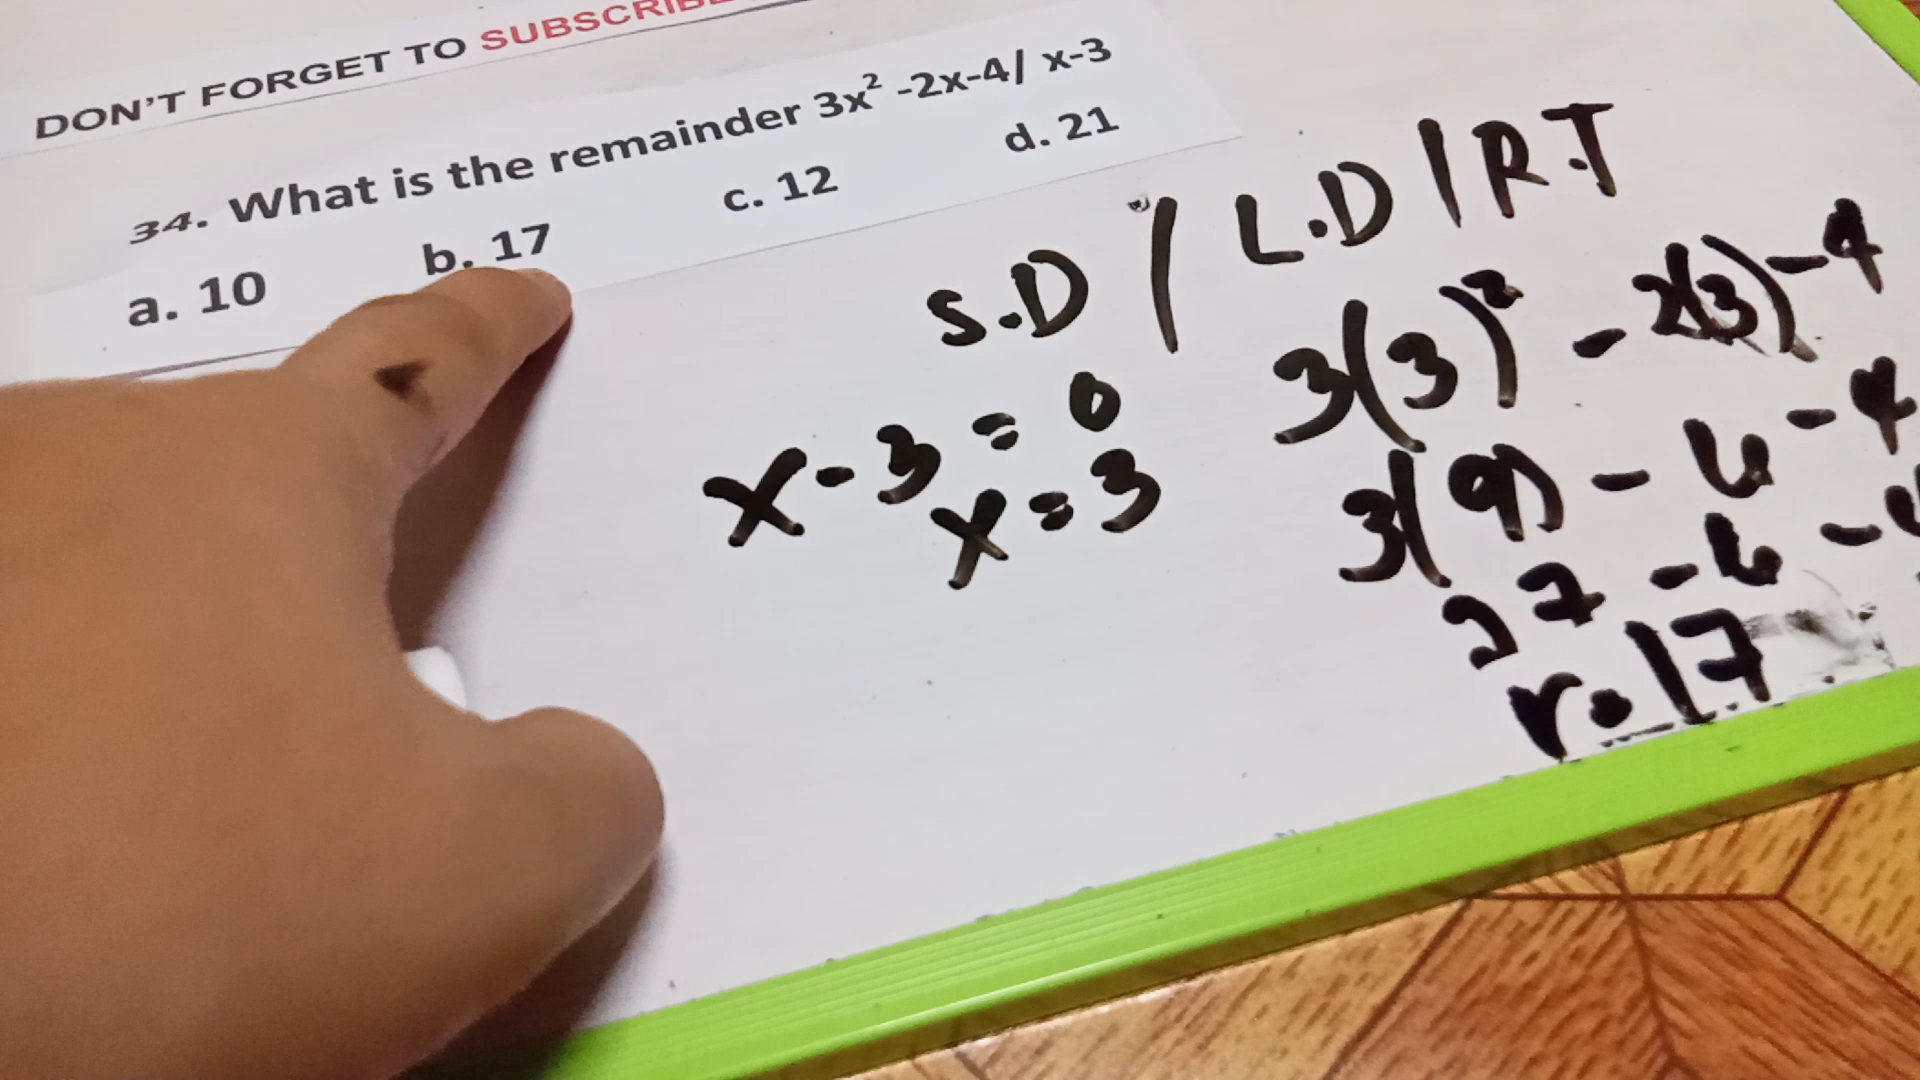 DON'T FORGET TO SUBSCRIBE
34. What is the remainder 3x² -2x-4/ x-3
a. 10 b. 17 c. 12 d. 21
S.D / L.D / R.T
x - 3 = 0
x = 3
3(3)² - 2(3) - 4
3(9) - 6 - 4
27 - 6 -
r = 17